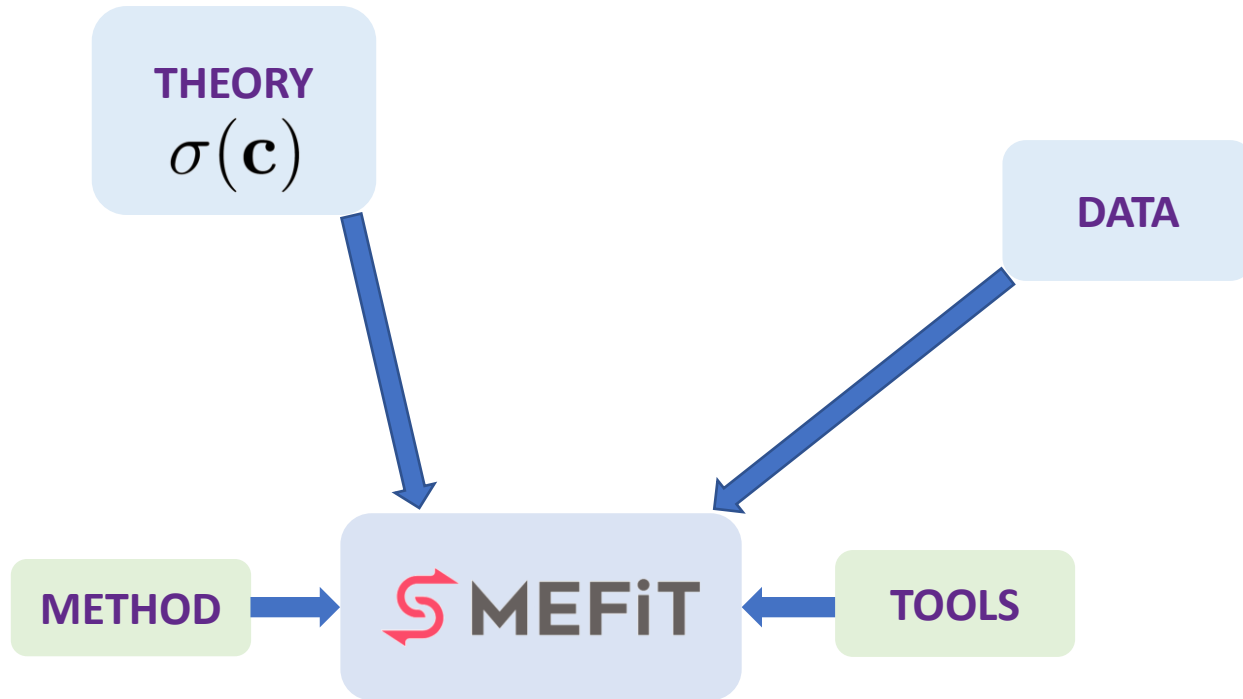 THEORY
σ(c)
DATA
METHOD
SMEFiT
TOOLS